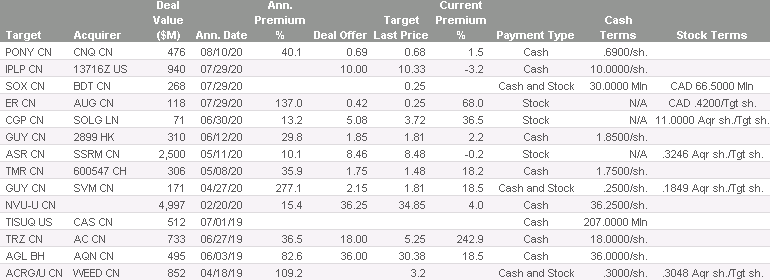 Deal Ann. Target Current
Value Premium Premium Cash
Target Acquirer ($M) Ann. Date % Deal Offer Last Price % Payment Type Terms Stock Terms
PONY CN CNQ CN 476 08/10/20 40.1 0.69 0.68 1.5 Cash .6900/sh.
IPLP CN 13716Z US 940 07/29/20 10.00 10.33 -3.2 Cash 10.0000/sh.
SOX CN BDT CN 268 07/29/20 0.25 Cash and Stock 30.0000 Mln CAD 66.5000 Mln
ER CN AUG CN 118 07/29/20 137.0 0.42 0.25 68.0 Stock N/A CAD .4200/Tgt sh.
CGP CN SOLG LN 71 06/30/20 13.2 5.08 3.72 36.5 Stock N/A 11.0000 Aqr sh./Tgt sh.
GUY CN 2899 HK 310 06/12/20 29.8 1.85 1.81 2.2 Cash 1.8500/sh.
ASR CN SSRM CN 2,500 05/11/20 10.1 8.46 8.48 -0.2 Stock N/A .3246 Aqr sh./Tgt sh.
TMR CN 600547 CH 306 05/08/20 35.9 1.75 1.48 18.2 Cash 1.7500/sh.
GUY CN SVM CN 171 04/27/20 277.1 2.15 1.81 18.5 Cash and Stock .2500/sh. .1849 Aqr sh./Tgt sh.
NVU-U CN 4,997 02/20/20 15.4 36.25 34.85 4.0 Cash 36.2500/sh.
TISUQ US CAS CN 512 07/01/19 Cash 207.0000 Mln
TRZ CN AC CN 733 06/27/19 36.5 18.00 5.25 242.9 Cash 18.0000/sh.
AGL BH AQN CN 495 06/03/19 82.6 36.00 30.38 18.5 Cash 36.0000/sh.
ACRG/U CN WEED CN 852 04/18/19 109.2 3.2 Cash and Stock .3000/sh. .3048 Aqr sh./Tgt sh.